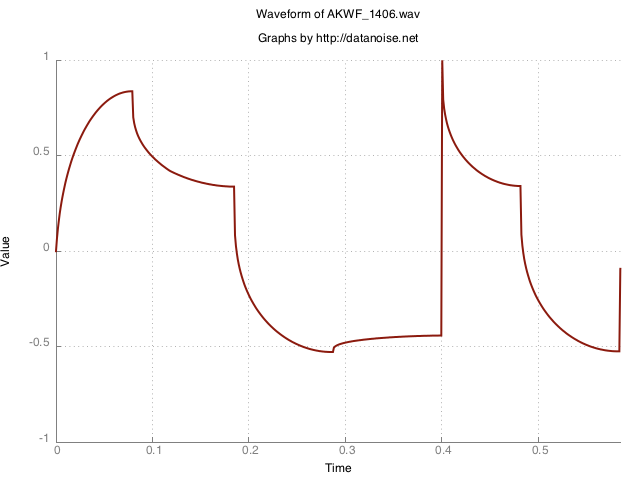 Waveform of AKWF_1406.wav
Graphs by http://datanoise.net
1
0.5
0
-0.5
-1
Value
0 0.1 0.2 0.3 0.4 0.5
Time